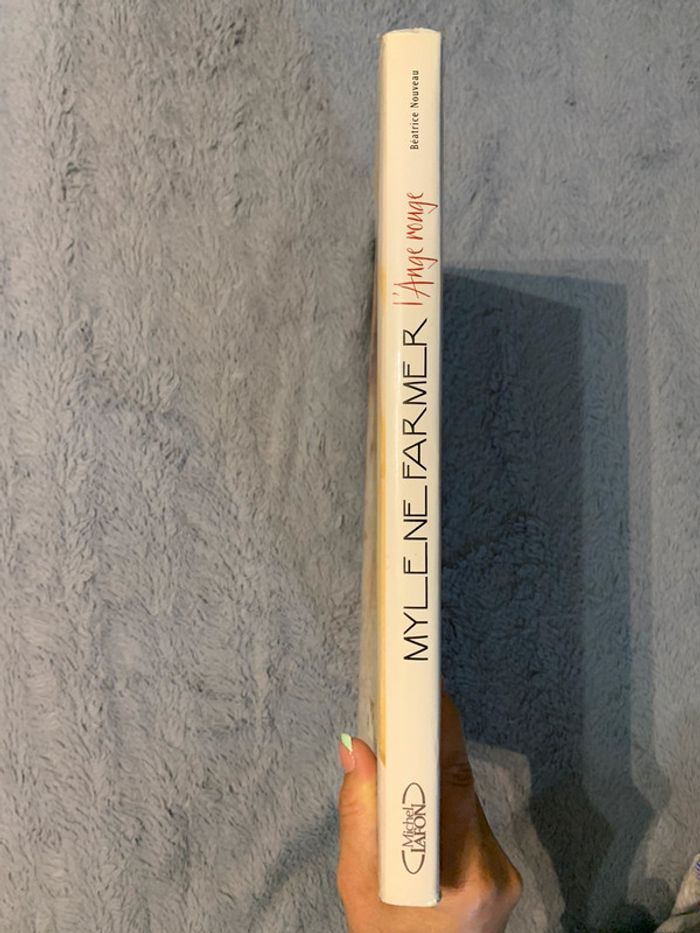 Béatrice Nouveau
l'Ange rouge
MYLENE FARMER
Michel
LAFON